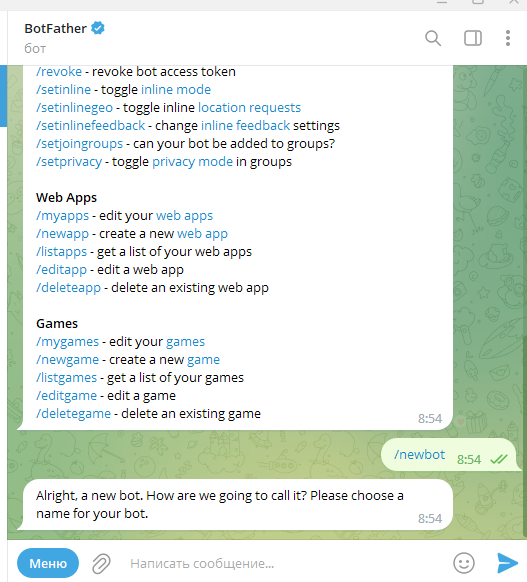 BotFather
бот
/revoke - revoke bot access token
/setinline - toggle inline mode
/setinlinegeo - toggle inline location requests
/setinlinefeedback - change inline feedback settings
/setjoingroups - can your bot be added to groups?
/setprivacy - toggle privacy mode in groups
Web Apps
/myapps - edit your web apps
/newapp - create a new web app
/listapps - get a list of your web apps
/editapp - edit a web app
/deleteapp - delete an existing web app
Games
/mygames - edit your games
/newgame - create a new game
/listgames - get a list of your games
/editgame - edit a game
/deletegame - delete an existing game
8:54
/newbot 8:54
Alright, a new bot. How are we going to call it? Please choose a
name for your bot.
8:54
Меню Написать сообщение...